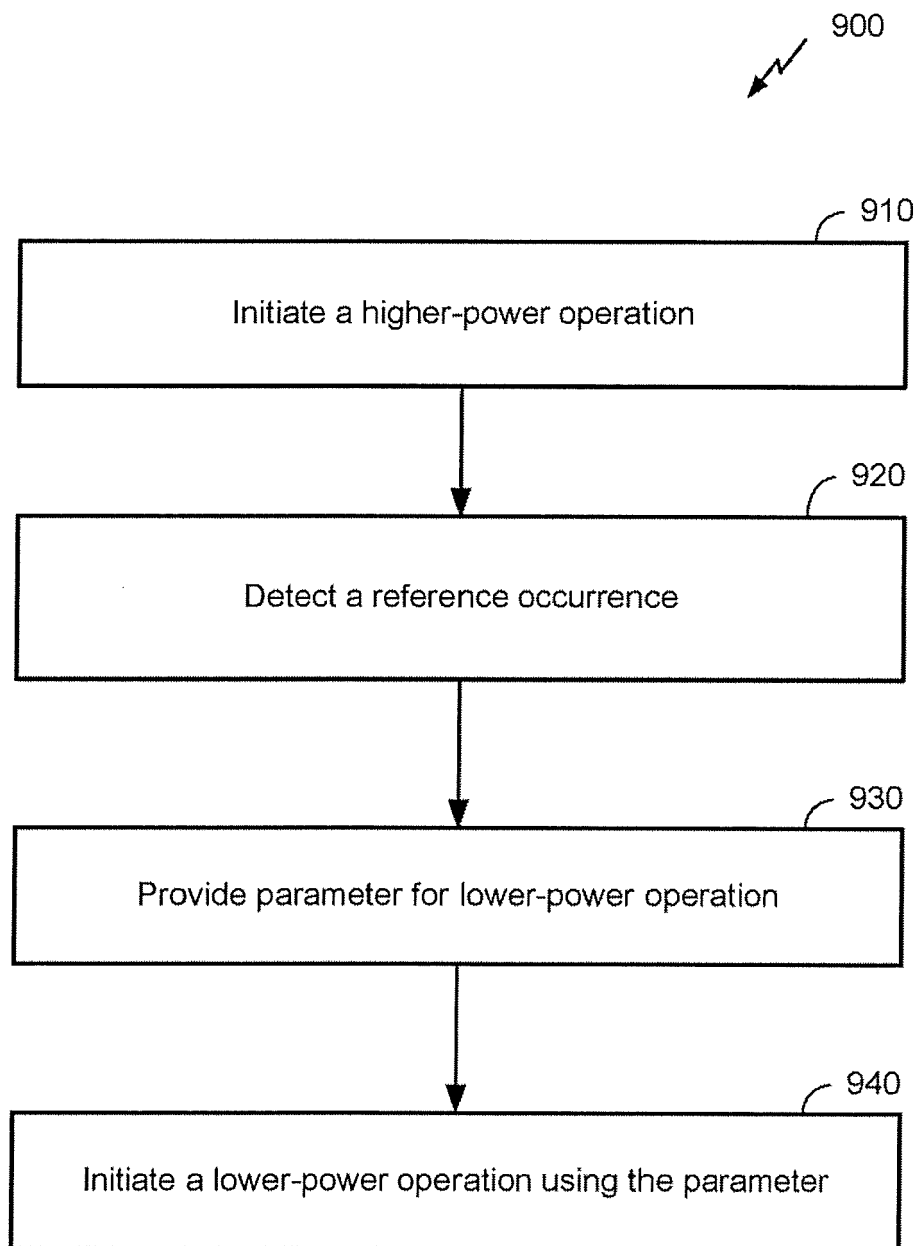 900
910
Initiate a higher-power operation
920
Detect a reference occurrence
930
Provide parameter for lower-power operation
940
Initiate a lower-power operation using the parameter